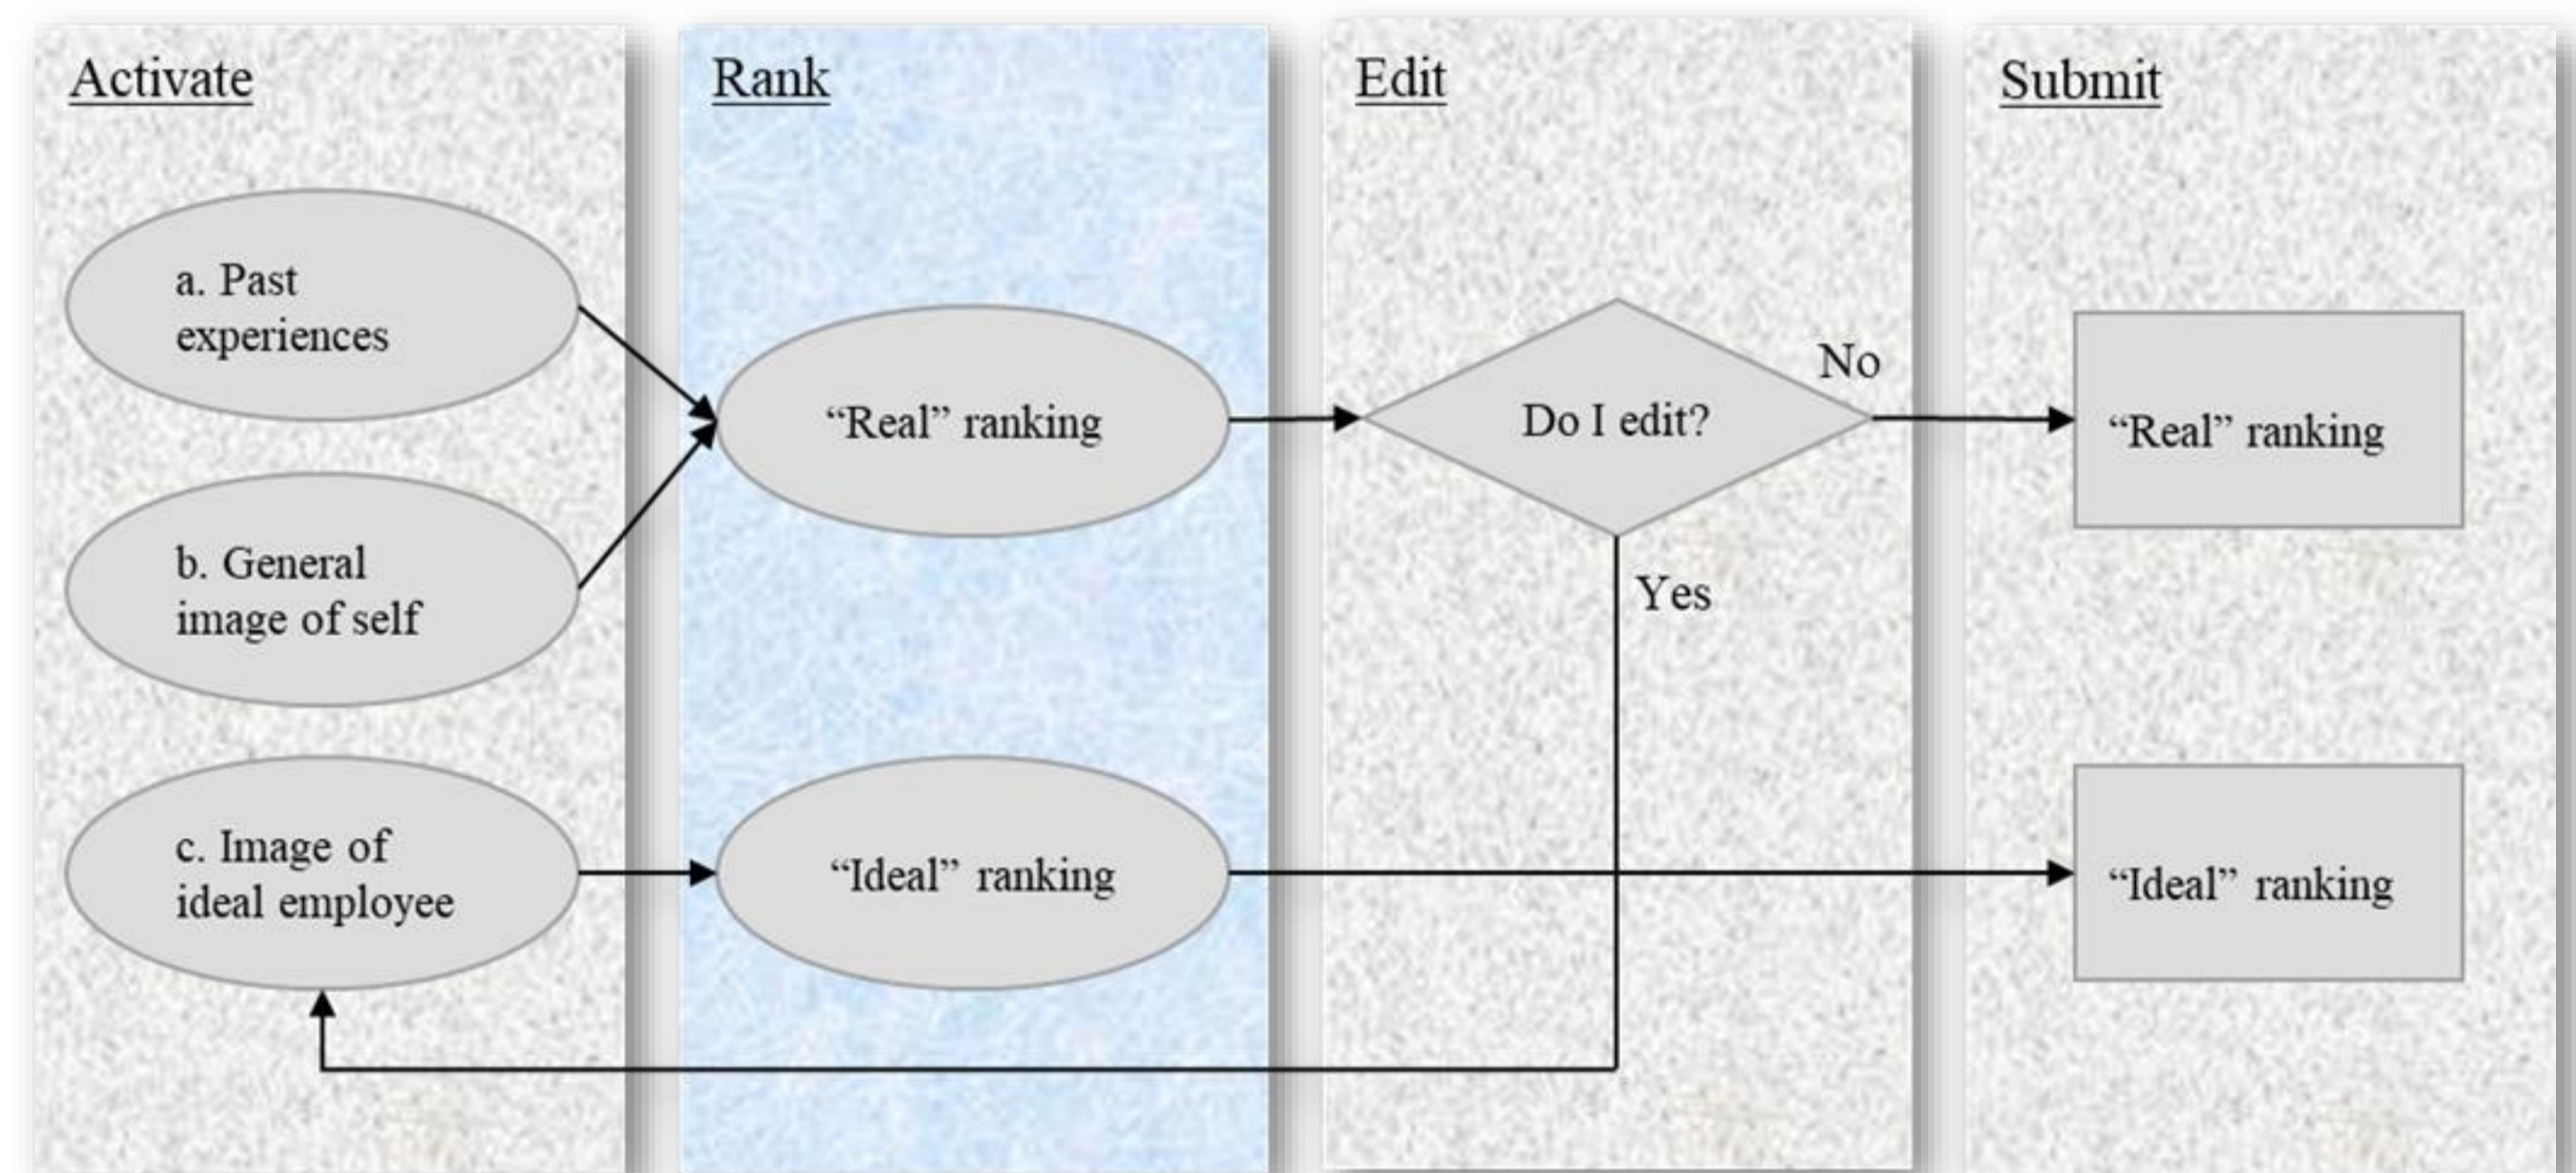 Activate
a. Past
experiences
b. General
image of self
c. Image of
ideal employee
Rank
“Real” ranking
“Ideal” ranking
Edit
Do I edit?
No
Yes
Submit
“Real” ranking
“Ideal” ranking